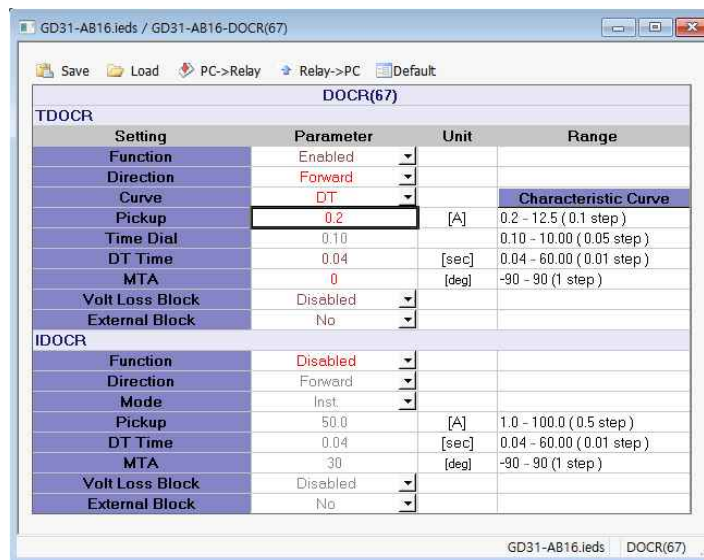 GD31-AB16.ieds / GD31-AB16-DOCR(67)
Save Load PC->Relay Relay->PC Default
DOCR(67)
TDOCR
Setting Parameter Unit Range
Function Enabled
Direction Forward
Curve DT Characteristic Curve
Pickup 0.2 [A] 0.2 - 12.5 ( 0.1 step )
Time Dial 0.10 0.10 - 10.00 ( 0.05 step )
DT Time 0.04 [sec] 0.04 - 60.00 ( 0.01 step )
MTA 0 [deg] -90 - 90 (1 step )
Volt Loss Block Disabled
External Block No
IDOCR
Function Disabled
Direction Forward
Mode Inst.
Pickup 50.0 [A] 1.0 - 100.0 ( 0.5 step )
DT Time 0.04 [sec] 0.04 - 60.00 ( 0.01 step )
MTA 30 [deg] -90 - 90 (1 step )
Volt Loss Block Disabled
External Block No
GD31-AB16.ieds DOCR(67)